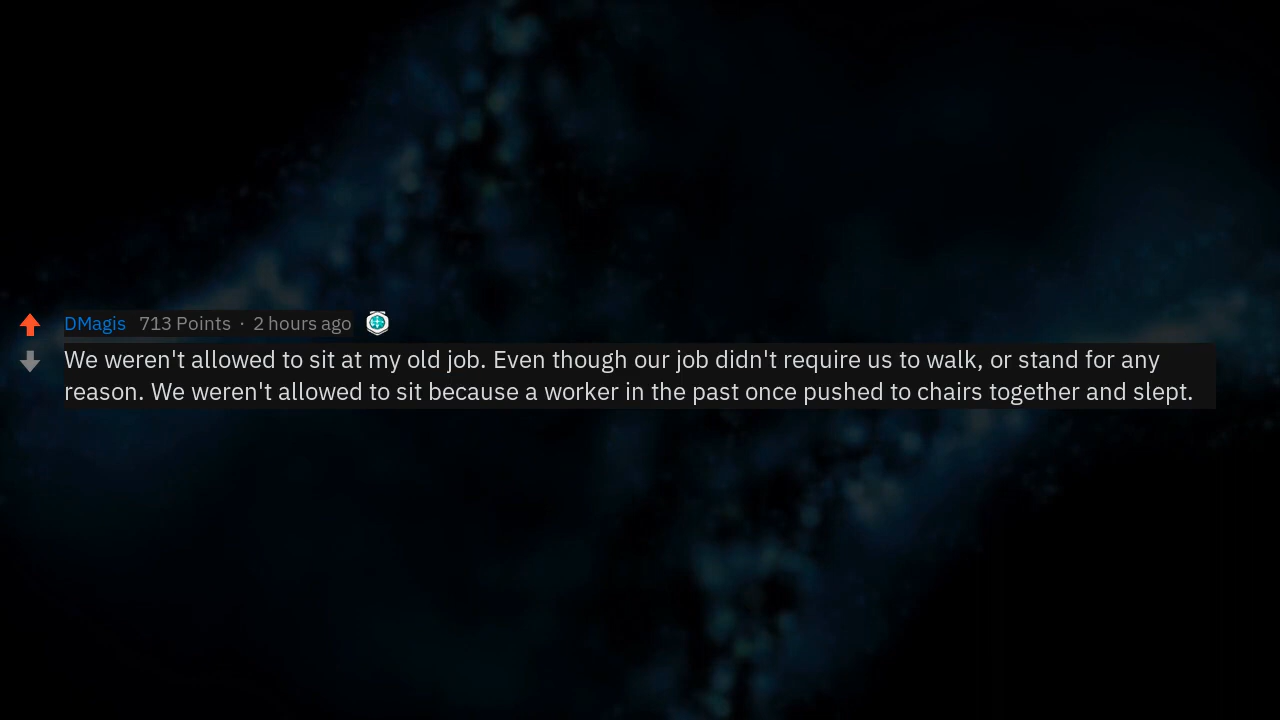 DMagis 713 Points · 2 hours ago
We weren't allowed to sit at my old job. Even though our job didn't require us to walk, or stand for any
reason. We weren't allowed to sit because a worker in the past once pushed to chairs together and slept.